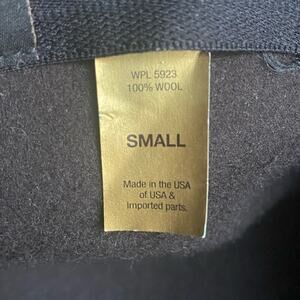 WPL 5923
100% WOOL
SMALL
Made in the USA
of USA &
Imported parts.